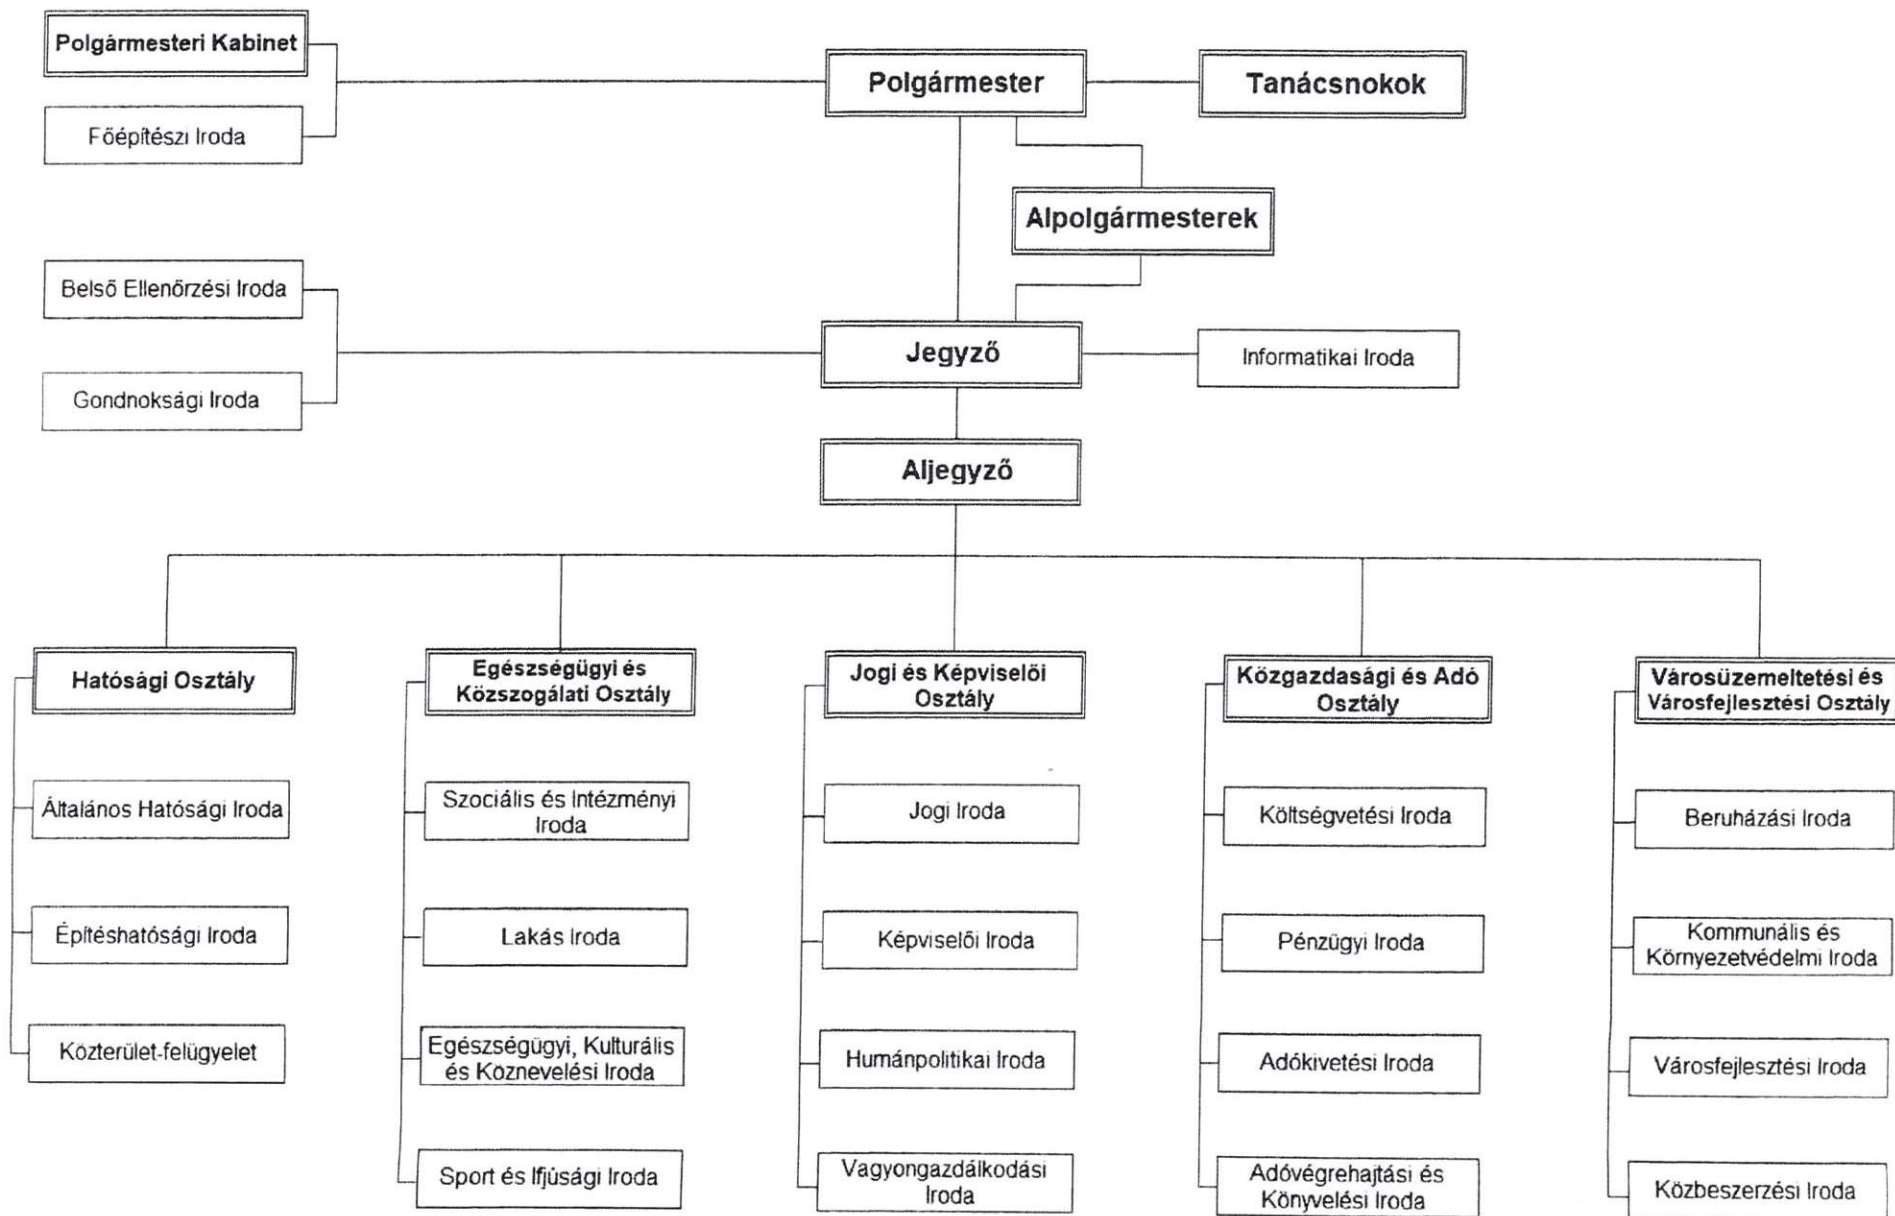 Polgármesteri Kabinet
Polgármester
Tanácsnokok
Főépítészi Iroda
Alpolgármesterek
Belső Ellenőrzési Iroda
Jegyző
Informatikai Iroda
Gondnoksági Iroda
Aljegyző
Hatósági Osztály
Általános Hatósági Iroda
Építéshatósági Iroda
Közterület-felügyelet
Egészségügyi és
Közszogálati Osztály
Szociális és Intézményi
Iroda
Lakás Iroda
Egészségügyi, Kulturális
és Köznevelési Iroda
Sport és Ifjúsági Iroda
Jogi és Képviselői
Osztály
Jogi Iroda
Képviselői Iroda
Humánpolitikai Iroda
Vagyongazdálkodási
Iroda
Közgazdasági és Adó
Osztály
Költségvetési Iroda
Pénzügyi Iroda
Adókivetési Iroda
Adóvégrehajtási és
Könyvelési Iroda
Városüzemeltetési és
Városfejlesztési Osztály
Beruházási Iroda
Kommunális és
Környezetvédelmi Iroda
Városfejlesztési Iroda
Közbeszerzési Iroda